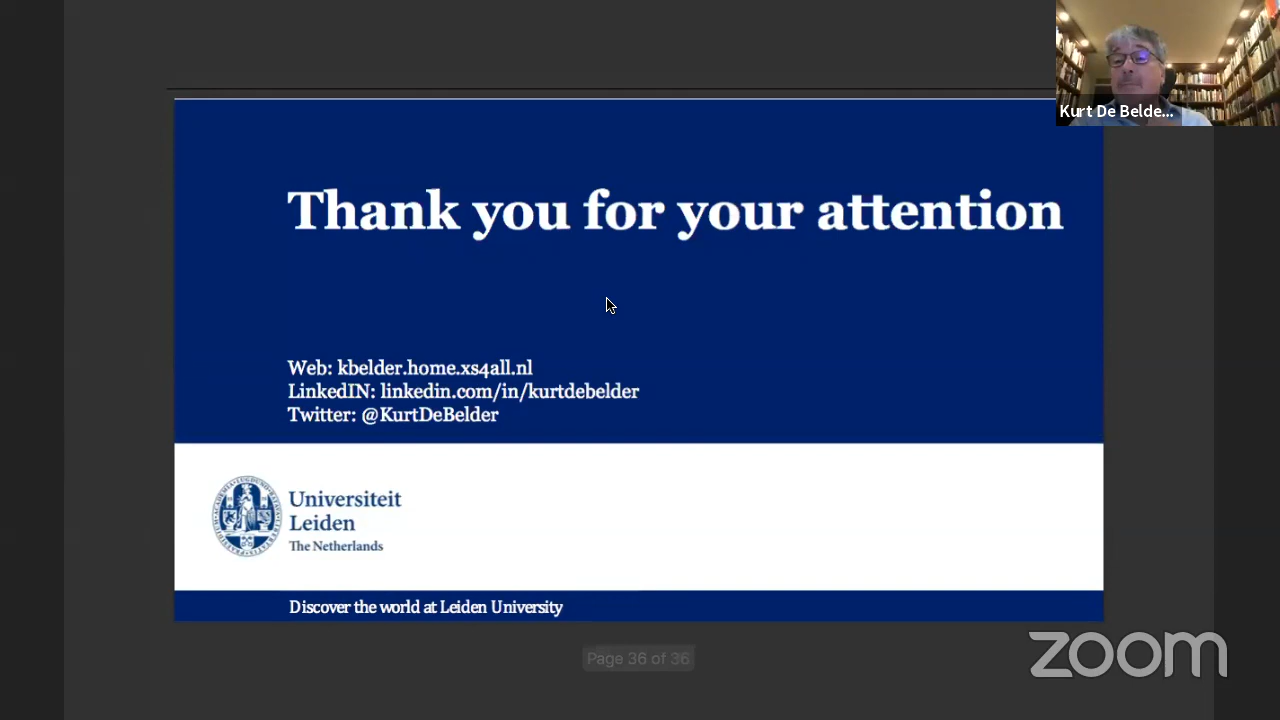 Kurt De Belde...
Thank you for your attention
Web: kbelder.home.xs4all.nl
LinkedIN: linkedin.com/in/kurtdebelder
Twitter: @KurtDeBelder
Universiteit
Leiden
The Netherlands
Discover the world at Leiden University
Page 36 of 36
zoom